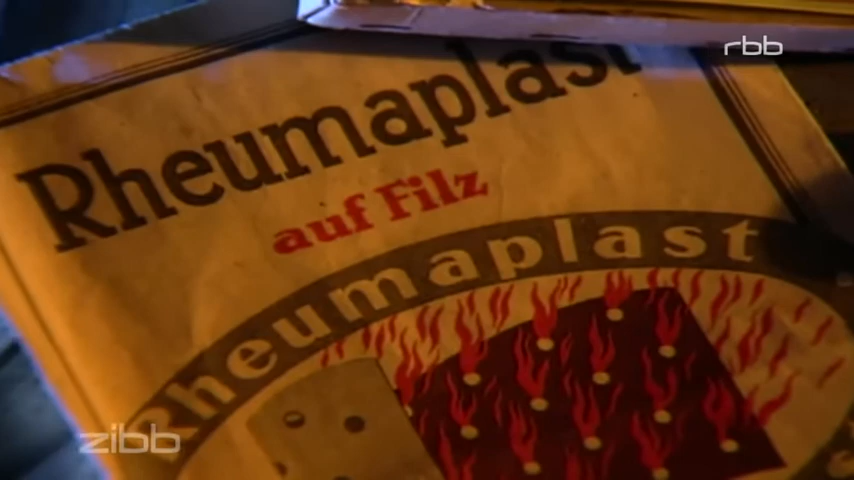 rbb
Rheumaplast
auf Filz
Rheumaplast
zibb